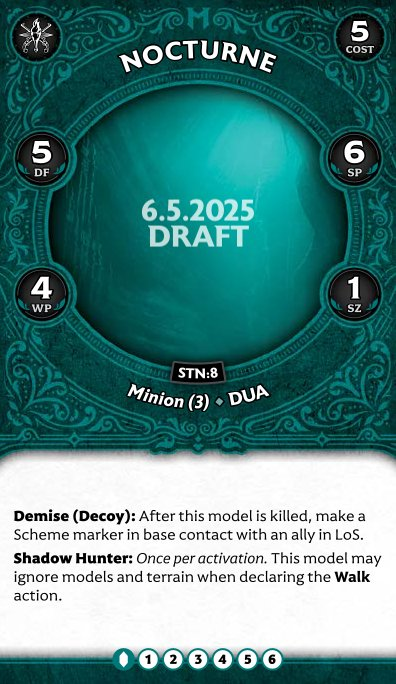 5
COST
NOCTURNE
5
DF
6
SP
6.5.2025
DRAFT
4
WP
1
SZ
STN:8
Minion (3) ◆ DUA
Demise (Decoy): After this model is killed, make a
Scheme marker in base contact with an ally in LoS.
Shadow Hunter: Once per activation. This model may
ignore models and terrain when declaring the Walk
action.
1 2 3 4 5 6